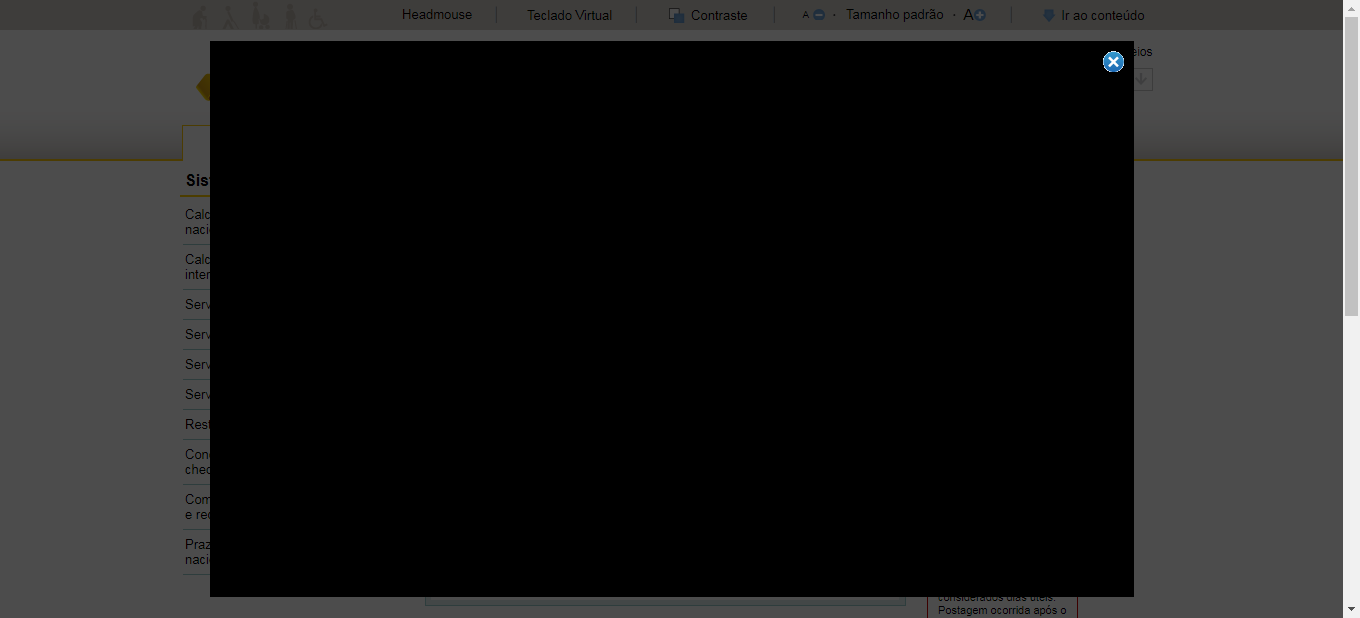 Headmouse
Teclado Virtual
Contraste
A
Tamanho padrão
A
Ir ao conteúdo
eios
Sis
Calc
naci
Calc
inter
Serv
Serv
Serv
Serv
Rest
Con
chec
Com
e rec
Praz
naci
considerados dias úteis.
Postagem ocorrida após o